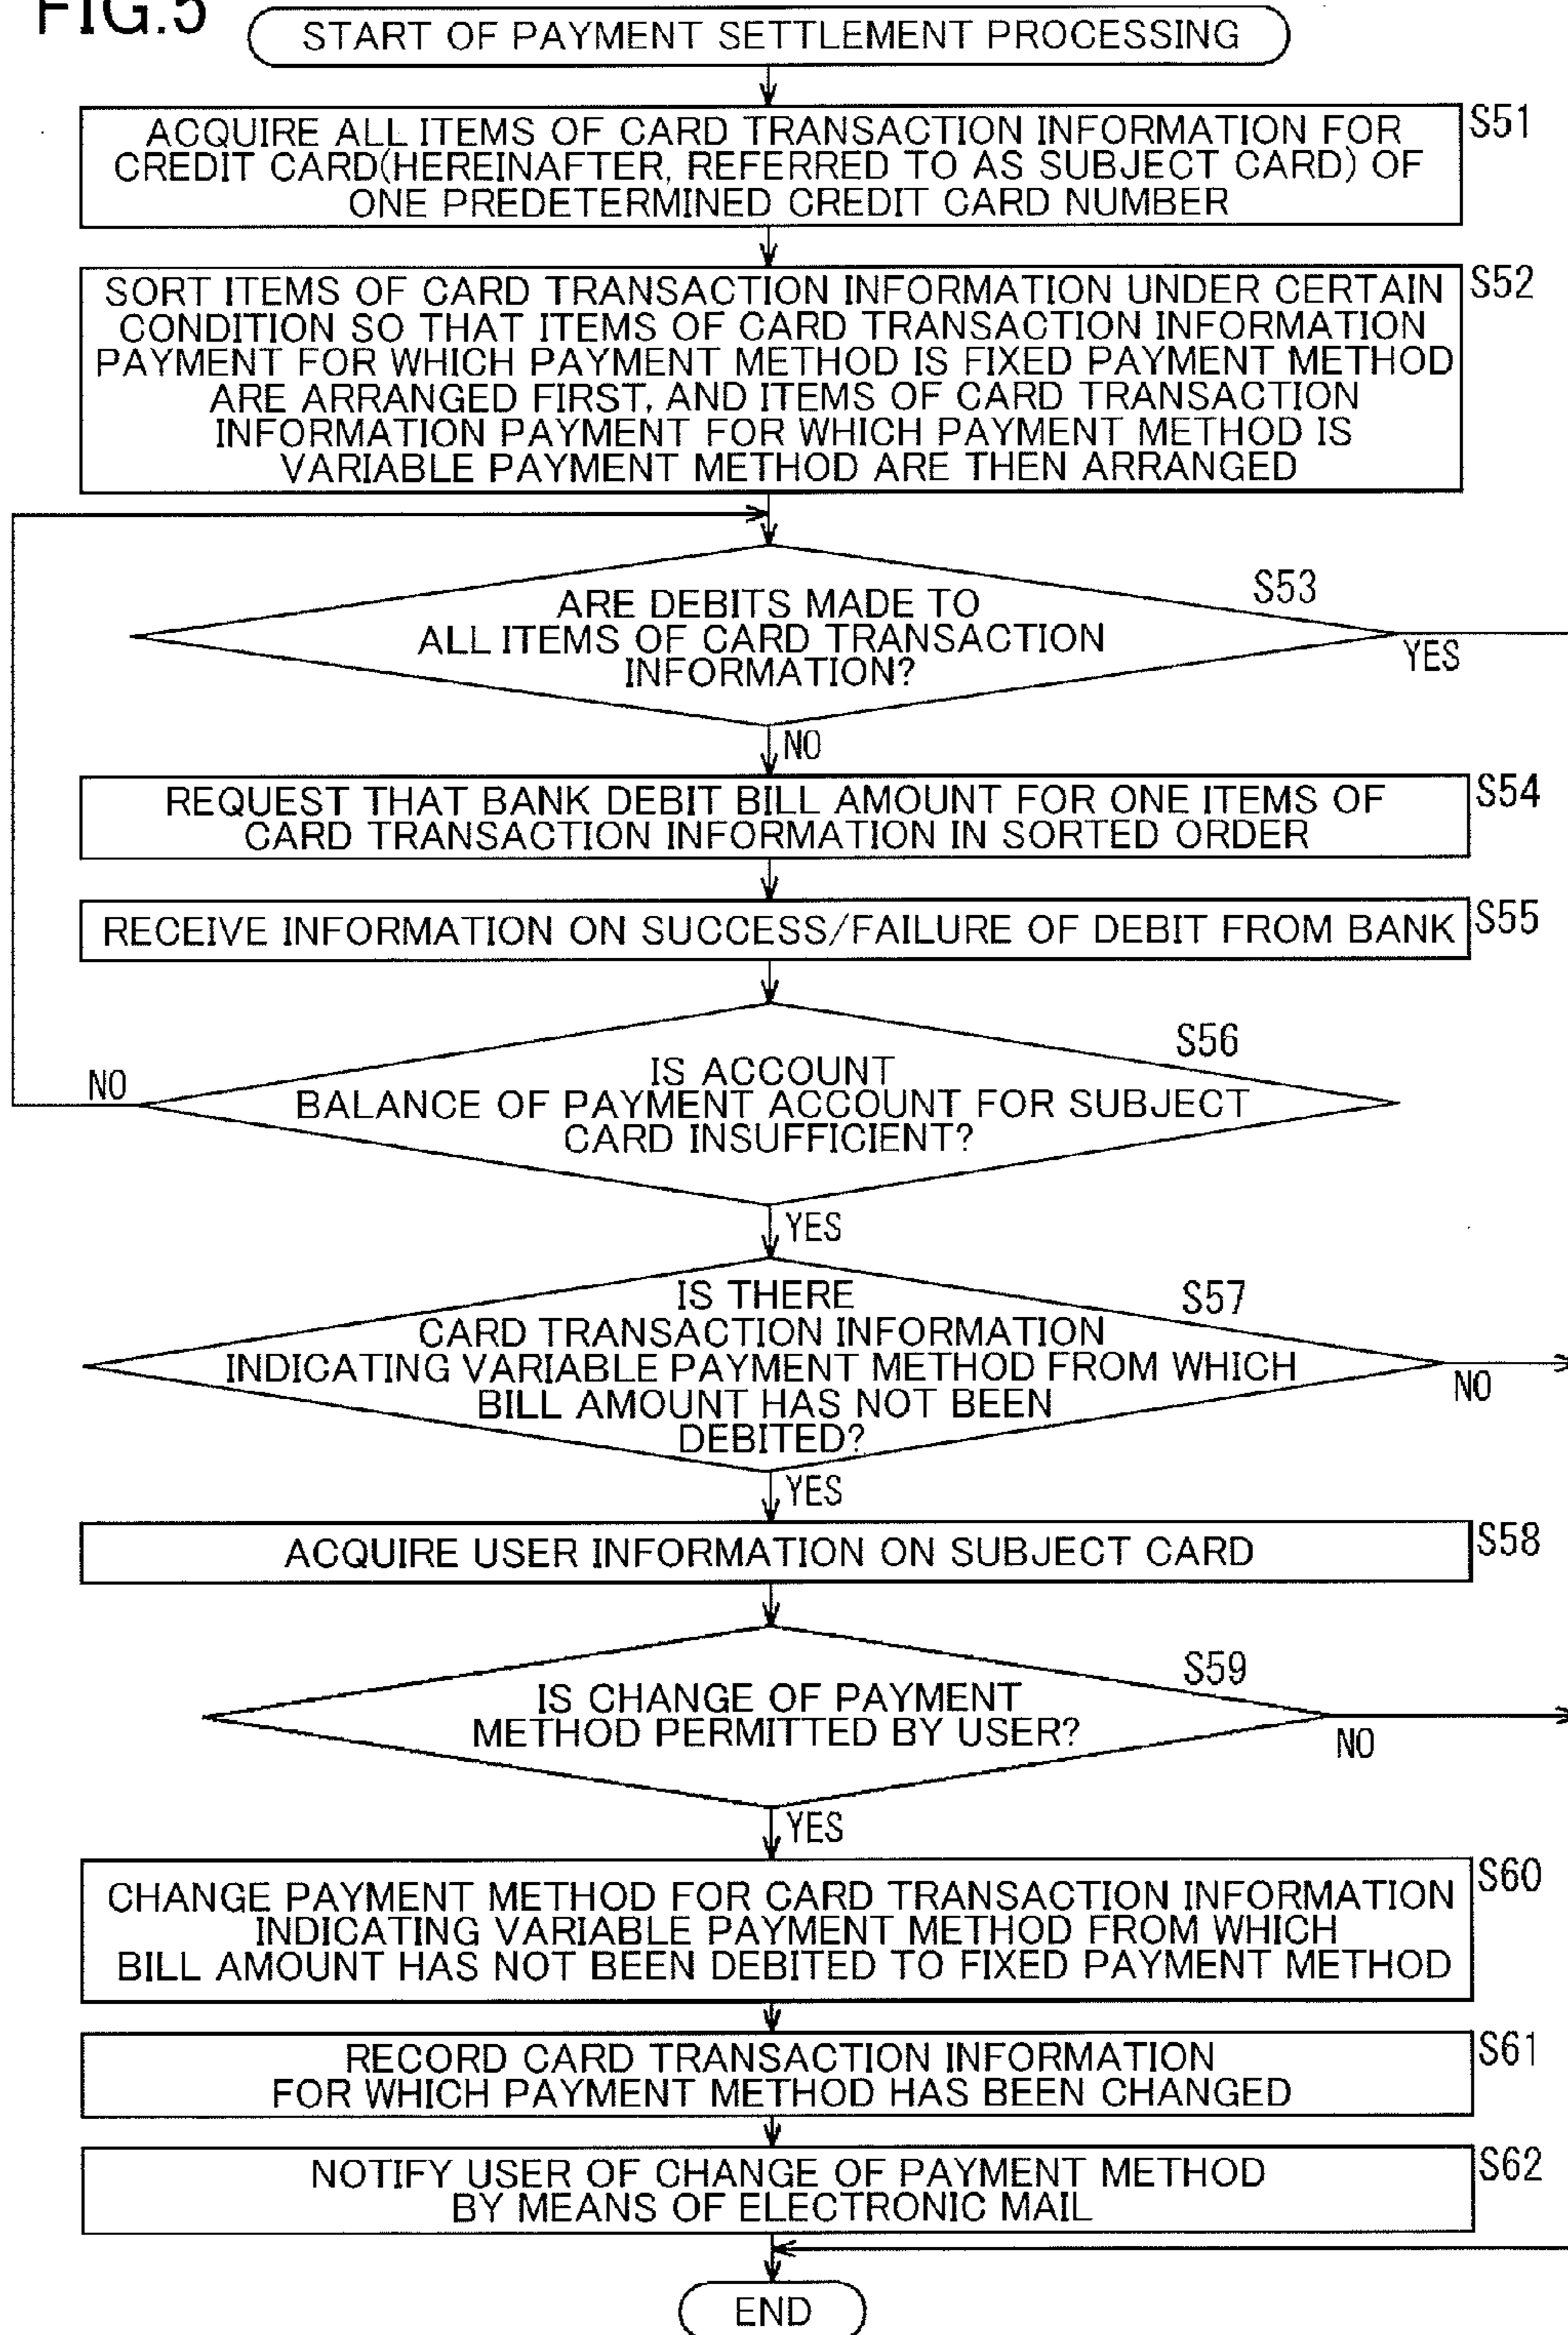 FIG.5
START OF PAYMENT SETTLEMENT PROCESSING
ACQUIRE ALL ITEMS OF CARD TRANSACTION INFORMATION FOR
CREDIT CARD(HEREINAFTER, REFERRED TO AS SUBJECT CARD) OF
ONE PREDETERMINED CREDIT CARD NUMBER
S51
SORT ITEMS OF CARD TRANSACTION INFORMATION UNDER CERTAIN
CONDITION SO THAT ITEMS OF CARD TRANSACTION INFORMATION
PAYMENT FOR WHICH PAYMENT METHOD IS FIXED PAYMENT METHOD
ARE ARRANGED FIRST, AND ITEMS OF CARD TRANSACTION
INFORMATION PAYMENT FOR WHICH PAYMENT METHOD IS
VARIABLE PAYMENT METHOD ARE THEN ARRANGED
S52
ARE DEBITS MADE TO
ALL ITEMS OF CARD TRANSACTION
INFORMATION?
S53
YES
NO
REQUEST THAT BANK DEBIT BILL AMOUNT FOR ONE ITEMS OF
CARD TRANSACTION INFORMATION IN SORTED ORDER
S54
RECEIVE INFORMATION ON SUCCESS/FAILURE OF DEBIT FROM BANK
S55
IS ACCOUNT
BALANCE OF PAYMENT ACCOUNT FOR SUBJECT
CARD INSUFFICIENT?
S56
NO
YES
IS THERE
CARD TRANSACTION INFORMATION
INDICATING VARIABLE PAYMENT METHOD FROM WHICH
BILL AMOUNT HAS NOT BEEN
DEBITED?
S57
NO
YES
ACQUIRE USER INFORMATION ON SUBJECT CARD
S58
IS CHANGE OF PAYMENT
METHOD PERMITTED BY USER?
S59
NO
YES
CHANGE PAYMENT METHOD FOR CARD TRANSACTION INFORMATION
INDICATING VARIABLE PAYMENT METHOD FROM WHICH
BILL AMOUNT HAS NOT BEEN DEBITED TO FIXED PAYMENT METHOD
S60
RECORD CARD TRANSACTION INFORMATION
FOR WHICH PAYMENT METHOD HAS BEEN CHANGED
S61
NOTIFY USER OF CHANGE OF PAYMENT METHOD
BY MEANS OF ELECTRONIC MAIL
S62
END